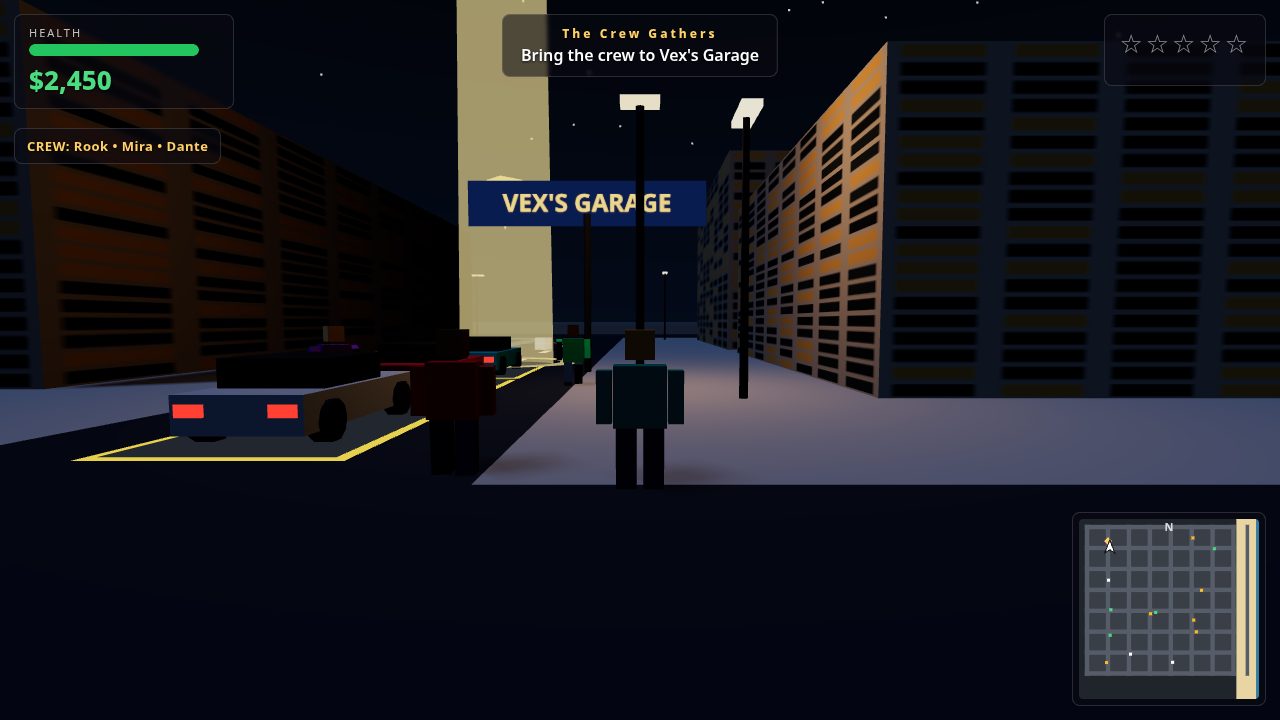 HEALTH
$2,450
CREW: Rook • Mira • Dante
The Crew Gathers
Bring the crew to Vex's Garage
☆☆☆☆☆
VEX'S GARAGE
N